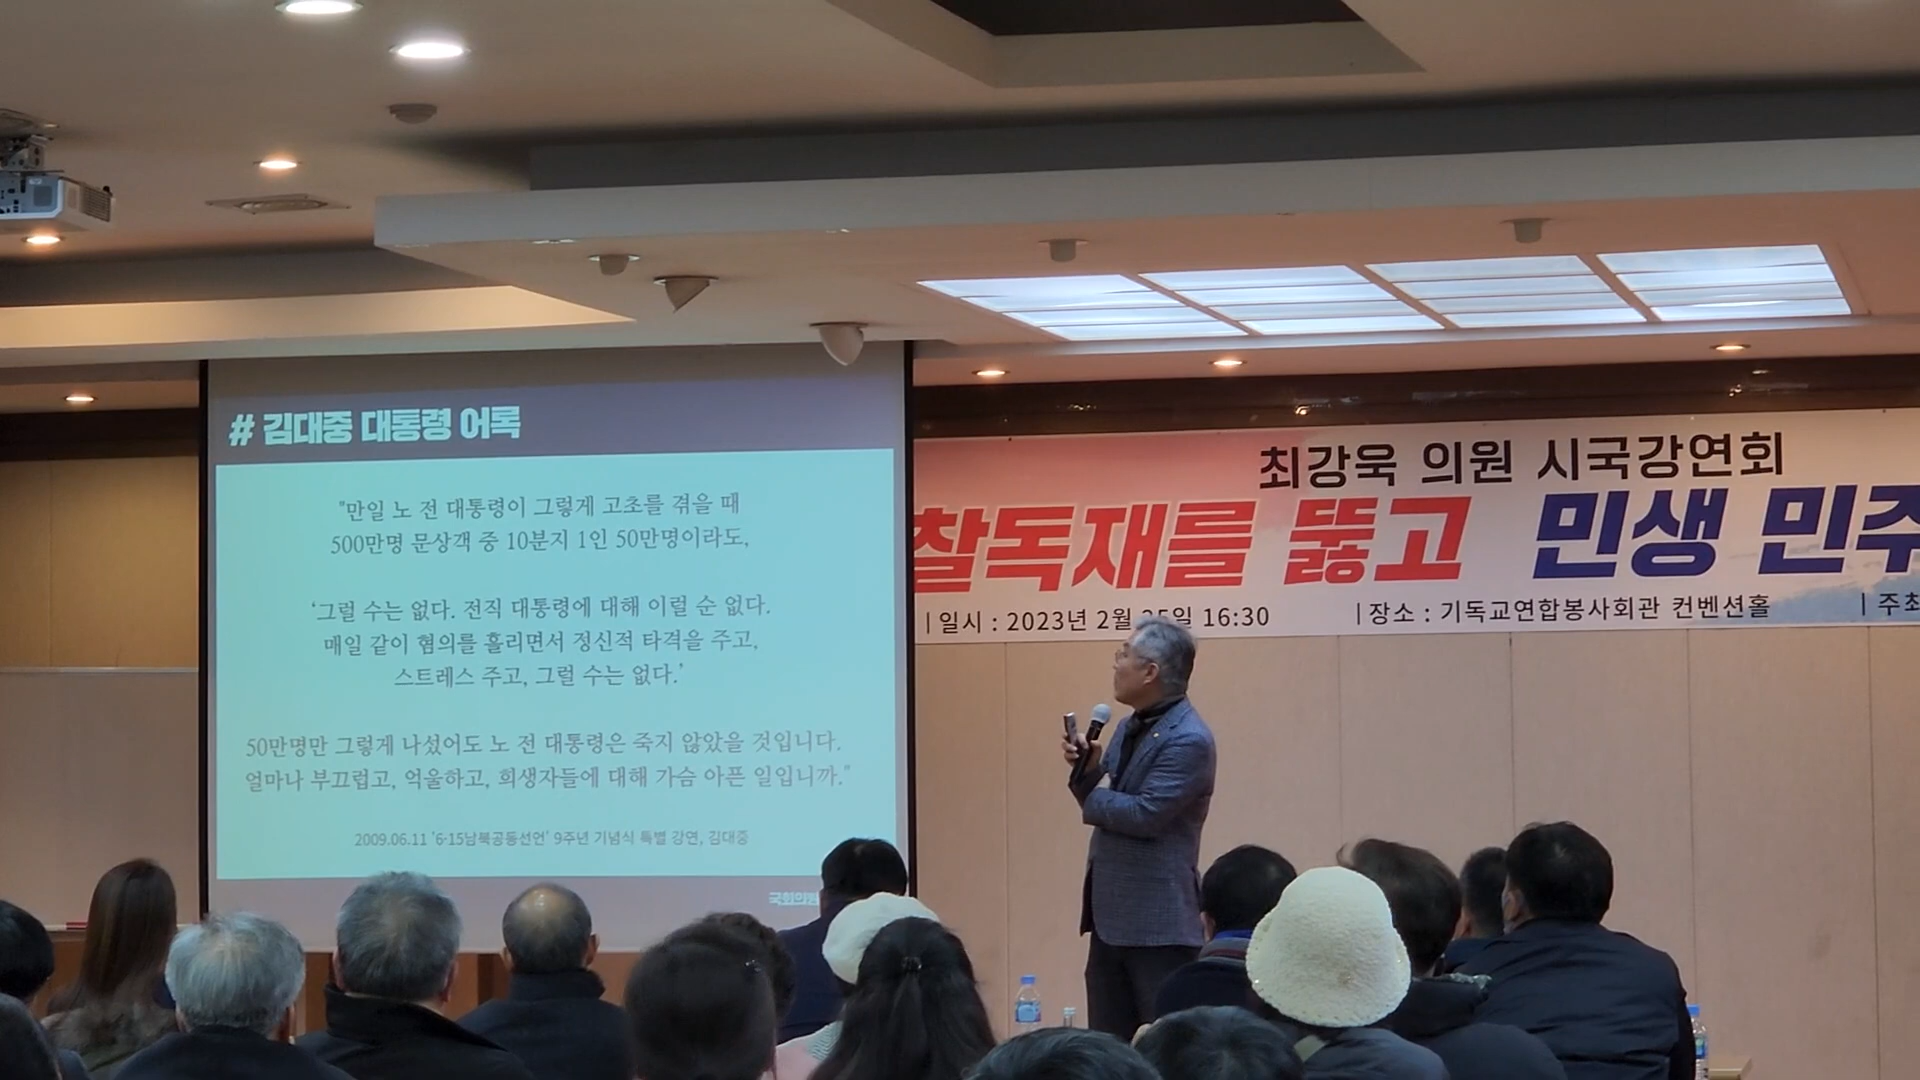 # 김대중 대통령 어록
"만일 노 전 대통령이 그렇게 고초를 겪을 때
500만명 문상객 중 10분지 1인 50만명이라도,
‘그럴 수는 없다. 전직 대통령에 대해 이럴 순 없다.
매일 같이 혐의를 흘리면서 정신적 타격을 주고,
스트레스 주고, 그럴 수는 없다.’
50만명만 그렇게 나섰어도 노 전 대통령은 죽지 않았을 것입니다.
얼마나 부끄럽고, 억울하고, 희생자들에 대해 가슴 아픈 일입니까."
2009.06.11 '6·15남북공동선언' 9주년 기념식 특별 강연, 김대중
국회의원
최강욱 의원 시국강연회
찰독재를 뚫고 민생 민주
| 일시 : 2023년 2월 25일 16:30 | 장소 : 기독교연합봉사회관 컨벤션홀 | 주최